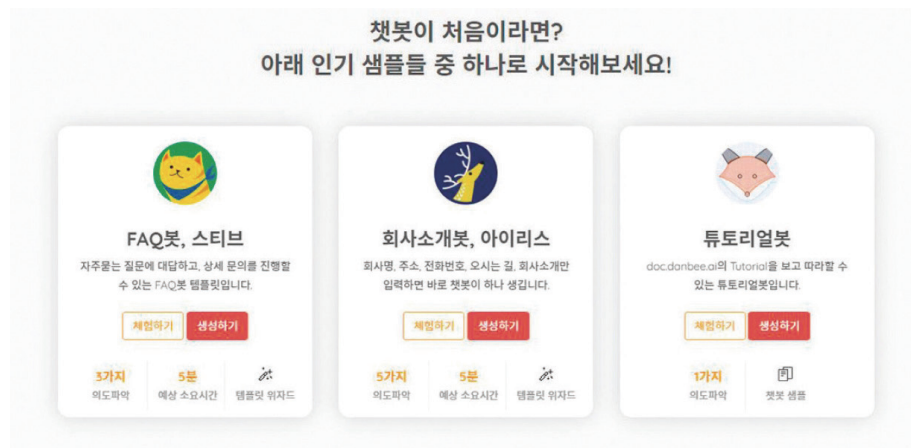 챗봇이 처음이라면?
아래 인기 샘플들 중 하나로 시작해보세요!
FAQ봇, 스티브
자주묻는 질문에 대답하고, 상세 문의를 진행할
수 있는 FAQ봇 템플릿입니다.
체험하기 생성하기
3가지 5분
의도파악 예상 소요시간 템플릿 위자드
회사소개봇, 아이리스
회사명, 주소, 전화번호, 오시는 길, 회사소개만
입력하면 바로 챗봇이 하나 생깁니다.
체험하기 생성하기
5가지 5분
의도파악 예상 소요시간 템플릿 위자드
튜토리얼봇
doc.danbee.ai의 Tutorial을 보고 따라할 수
있는 튜토리얼봇입니다.
체험하기 생성하기
1가지
의도파악 챗봇 샘플